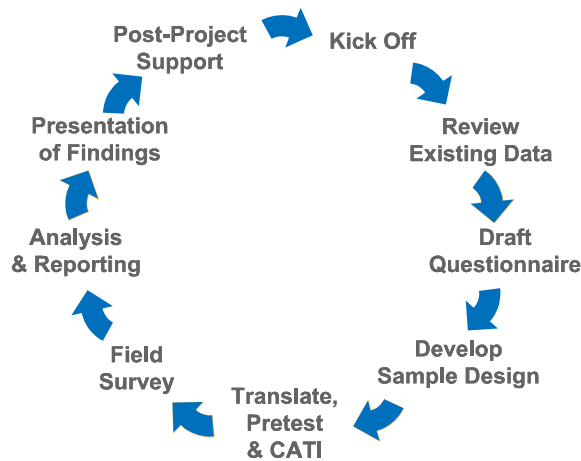 Kick Off
Review
Existing Data
Draft
Questionnaire
Develop
Sample Design
Translate,
Pretest
& CATI
Field
Survey
Analysis
& Reporting
Presentation
of Findings
Post-Project
Support